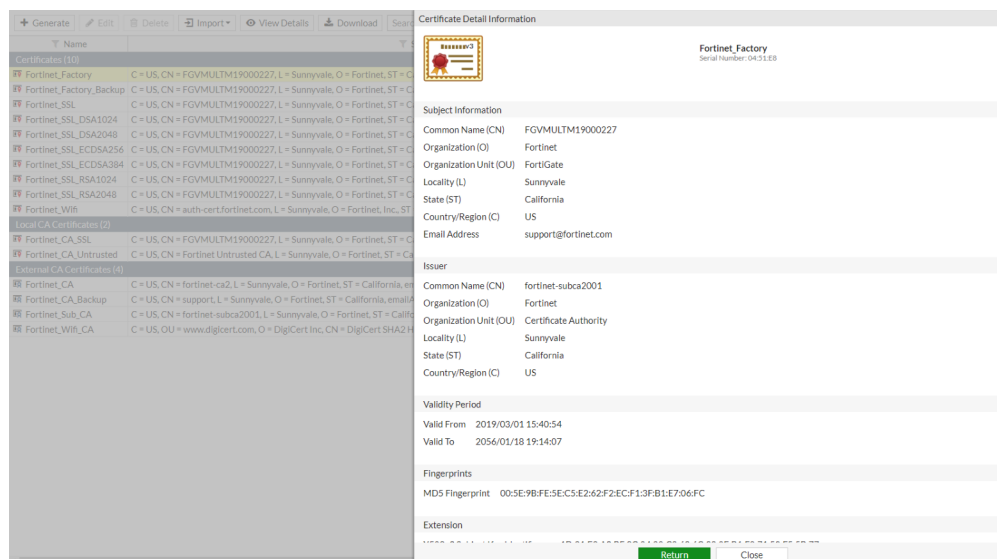 + Generate Edit Delete Import View Details Download Sear
Name
Certificates (10)
Fortinet_Factory C = US, CN = FGVMULTM19000227, L = Sunnyvale, O = Fortinet, ST = C
Fortinet_Factory_Backup C = US, CN = FGVMULTM19000227, L = Sunnyvale, O = Fortinet, ST = C
Fortinet_SSL C = US, CN = FGVMULTM19000227, L = Sunnyvale, O = Fortinet, ST = C
Fortinet_SSL_DSA1024 C = US, CN = FGVMULTM19000227, L = Sunnyvale, O = Fortinet, ST = C
Fortinet_SSL_DSA2048 C = US, CN = FGVMULTM19000227, L = Sunnyvale, O = Fortinet, ST = C
Fortinet_SSL_ECDSA256 C = US, CN = FGVMULTM19000227, L = Sunnyvale, O = Fortinet, ST = C
Fortinet_SSL_ECDSA384 C = US, CN = FGVMULTM19000227, L = Sunnyvale, O = Fortinet, ST = C
Fortinet_SSL_RSA1024 C = US, CN = FGVMULTM19000227, L = Sunnyvale, O = Fortinet, ST = C
Fortinet_SSL_RSA2048 C = US, CN = FGVMULTM19000227, L = Sunnyvale, O = Fortinet, ST = C
Fortinet_Wifi C = US, CN = auth-cert.fortinet.com, L = Sunnyvale, O = Fortinet, Inc., ST
Local CA Certificates (2)
Fortinet_CA_SSL C = US, CN = FGVMULTM19000227, L = Sunnyvale, O = Fortinet, ST = C
Fortinet_CA_Untrusted C = US, CN = Fortinet Untrusted CA, L = Sunnyvale, O = Fortinet, ST = Ca
External CA Certificates (4)
Fortinet_CA C = US, CN = fortinet-ca2, L = Sunnyvale, O = Fortinet, ST = California, em
Fortinet_CA_Backup C = US, CN = support, L = Sunnyvale, O = Fortinet, ST = California, emailA
Fortinet_Sub_CA C = US, CN = fortinet-subca2001, L = Sunnyvale, O = Fortinet, ST = Califo
Fortinet_Wifi_CA C = US, OU = www.digicert.com, O = DigiCert Inc, CN = DigiCert SHA2 H
Certificate Detail Information
v3
Fortinet_Factory
Serial Number: 04:51:E8
Subject Information
Common Name (CN) FGVMULTM19000227
Organization (O) Fortinet
Organization Unit (OU) FortiGate
Locality (L) Sunnyvale
State (ST) California
Country/Region (C) US
Email Address support@fortinet.com
Issuer
Common Name (CN) fortinet-subca2001
Organization (O) Fortinet
Organization Unit (OU) Certificate Authority
Locality (L) Sunnyvale
State (ST) California
Country/Region (C) US
Validity Period
Valid From 2019/03/01 15:40:54
Valid To 2056/01/18 19:14:07
Fingerprints
MD5 Fingerprint 00:5E:9B:FE:5E:C5:E2:62:F2:EC:F1:3F:B1:E7:06:FC
Extension
Return Close